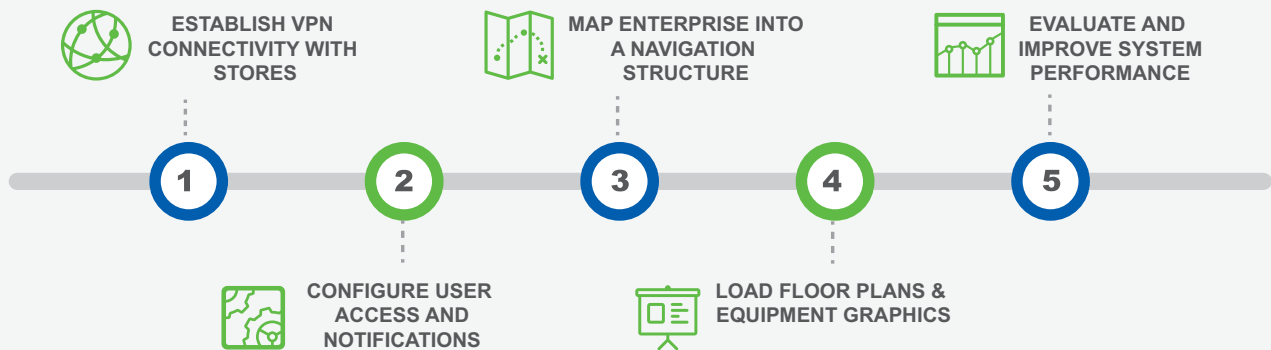 ESTABLISH VPN
CONNECTIVITY WITH
STORES
MAP ENTERPRISE INTO
A NAVIGATION
STRUCTURE
EVALUATE AND
IMPROVE SYSTEM
PERFORMANCE
1
2
3
4
5
CONFIGURE USER
ACCESS AND
NOTIFICATIONS
LOAD FLOOR PLANS &
EQUIPMENT GRAPHICS